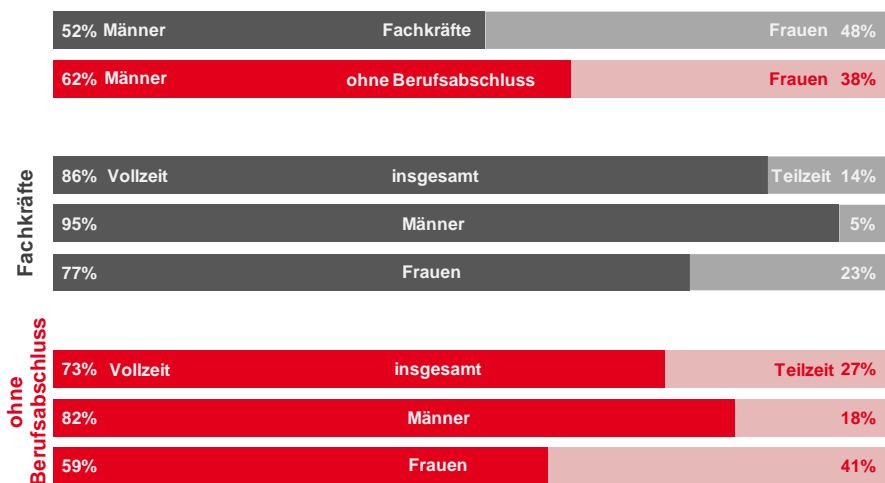 52% Männer Fachkräfte Frauen 48%
62% Männer ohne Berufsabschluss Frauen 38%
Fachkräfte
86% Vollzeit insgesamt Teilzeit 14%
95% Männer 5%
77% Frauen 23%
ohne
Berufsabschluss
73% Vollzeit insgesamt Teilzeit 27%
82% Männer 18%
59% Frauen 41%